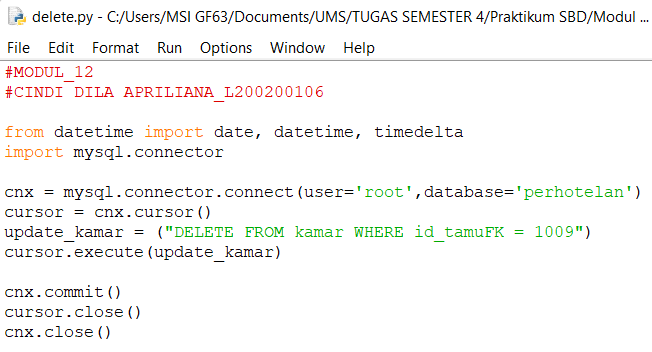 delete.py - C:/Users/MSI GF63/Documents/UMS/TUGAS SEMESTER 4/Praktikum SBD/Modul ...
File Edit Format Run Options Window Help
#MODUL_12
#CINDI DILA APRILIANA_L200200106
from datetime import date, datetime, timedelta
import mysql.connector
cnx = mysql.connector.connect(user='root',database='perhotelan')
cursor = cnx.cursor()
update_kamar = ("DELETE FROM kamar WHERE id_tamuFK = 1009")
cursor.execute(update_kamar)
cnx.commit()
cursor.close()
cnx.close()